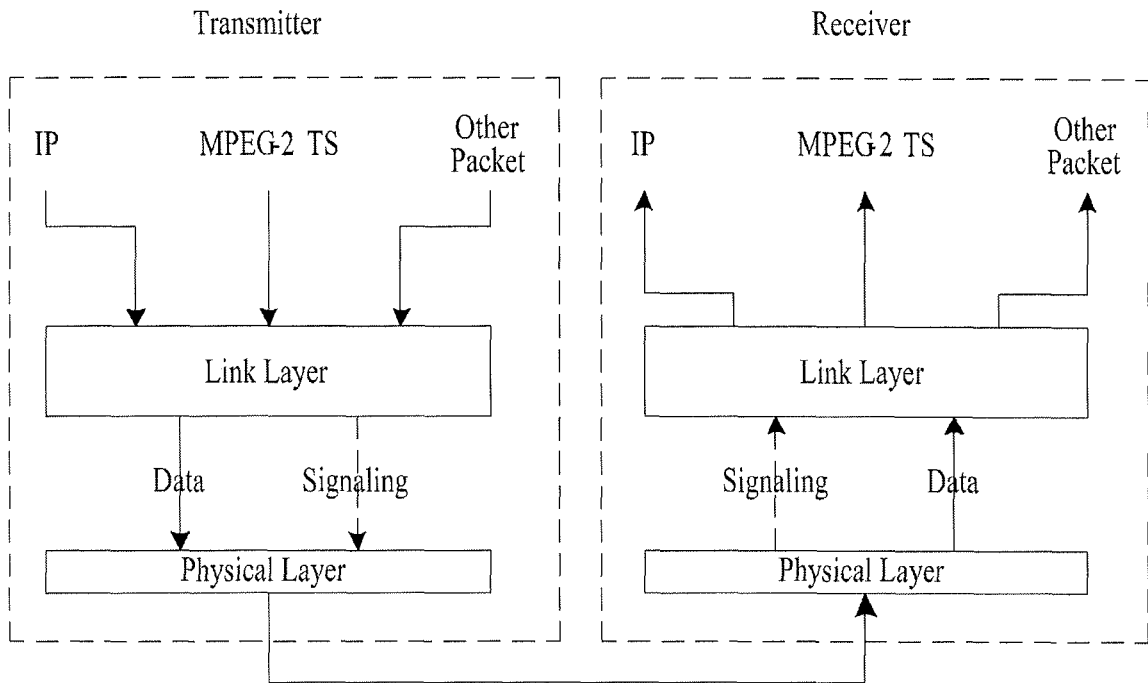 Transmitter
IP
MPEG-2 TS
Other
Packet
Link Layer
Data
Signaling
Physical Layer
Receiver
IP
MPEG-2 TS
Other
Packet
Link Layer
Signaling
Data
Physical Layer